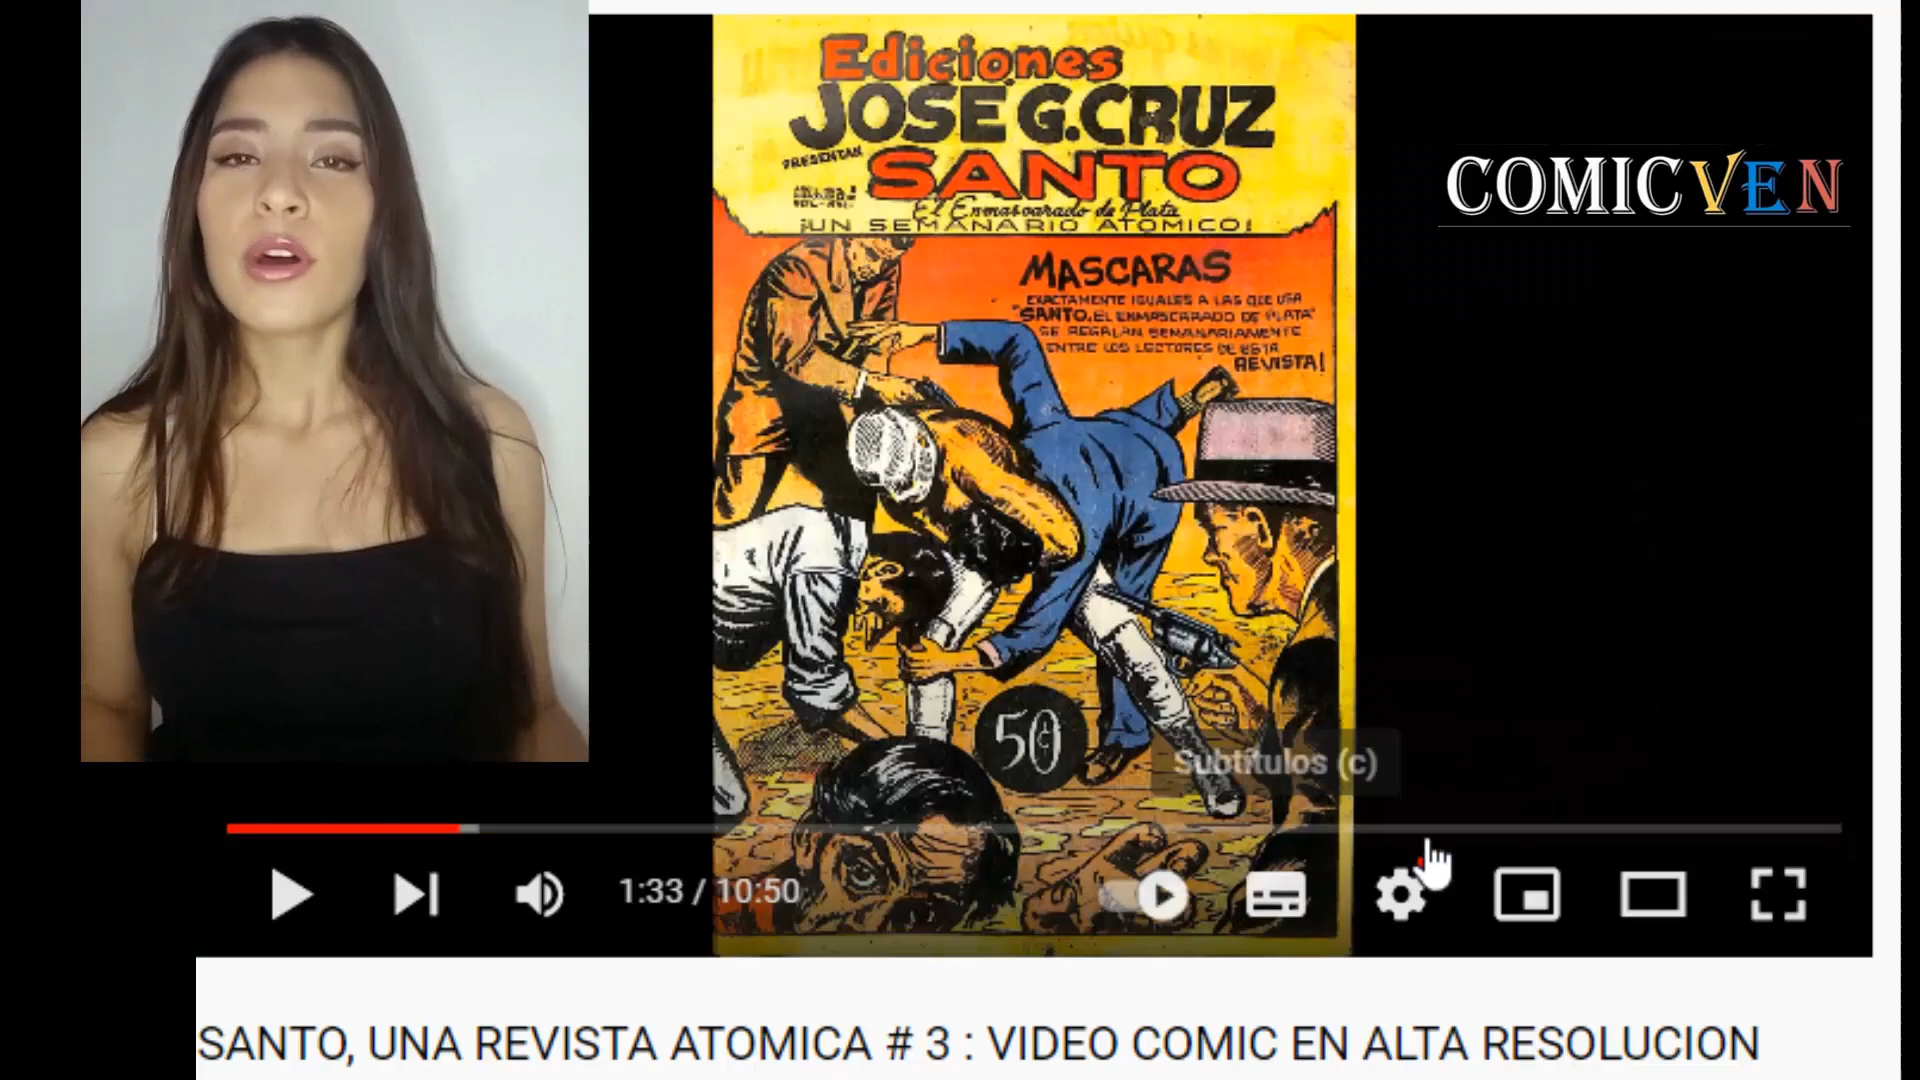 Ediciones
JOSE G. CRUZ
PRESENTAN
SANTO
El Enmascarado de Plata
¡UN SEMANARIO ATOMICO!
COMICVEN
MASCARAS
EXACTAMENTE IGUALES A LAS QUE USA
"SANTO, EL ENMASCARADO DE PLATA"
SE REGALAN SEMANARIAMENTE
ENTRE LOS LECTORES DE ESTA
REVISTA!
50¢
Subtítulos (c)
1:33 / 10:50
SANTO, UNA REVISTA ATOMICA # 3 : VIDEO COMIC EN ALTA RESOLUCION